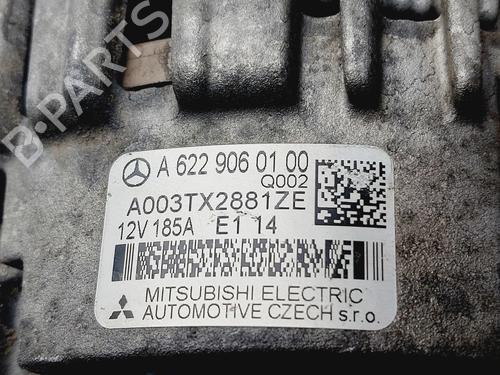 B-PARTS
A 622 906 01 00
Q002
A003TX2881ZE
12V 185A E1 14
MITSUBISHI ELECTRIC
AUTOMOTIVE CZECH s.r.o.